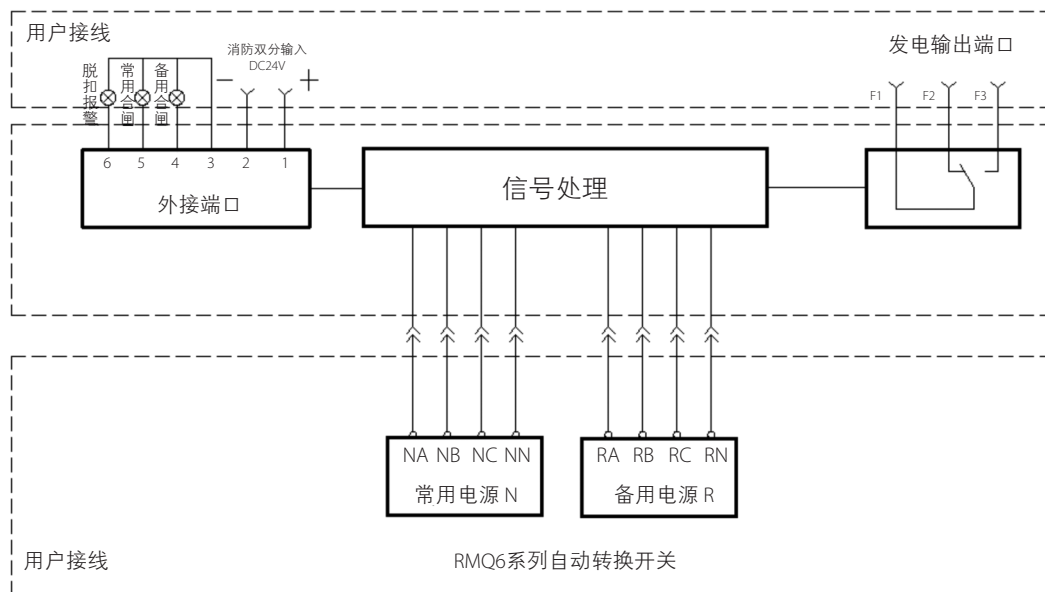 用户接线
消防双分输入
DC24V
发电输出端口
脱扣报警
常用合闸
备用合闸
F1 F2 F3
6 5 4 3 2 1
外接端口
信号处理
NA NB NC NN
常用电源 N
RA RB RC RN
备用电源 R
用户接线
RMQ6系列自动转换开关